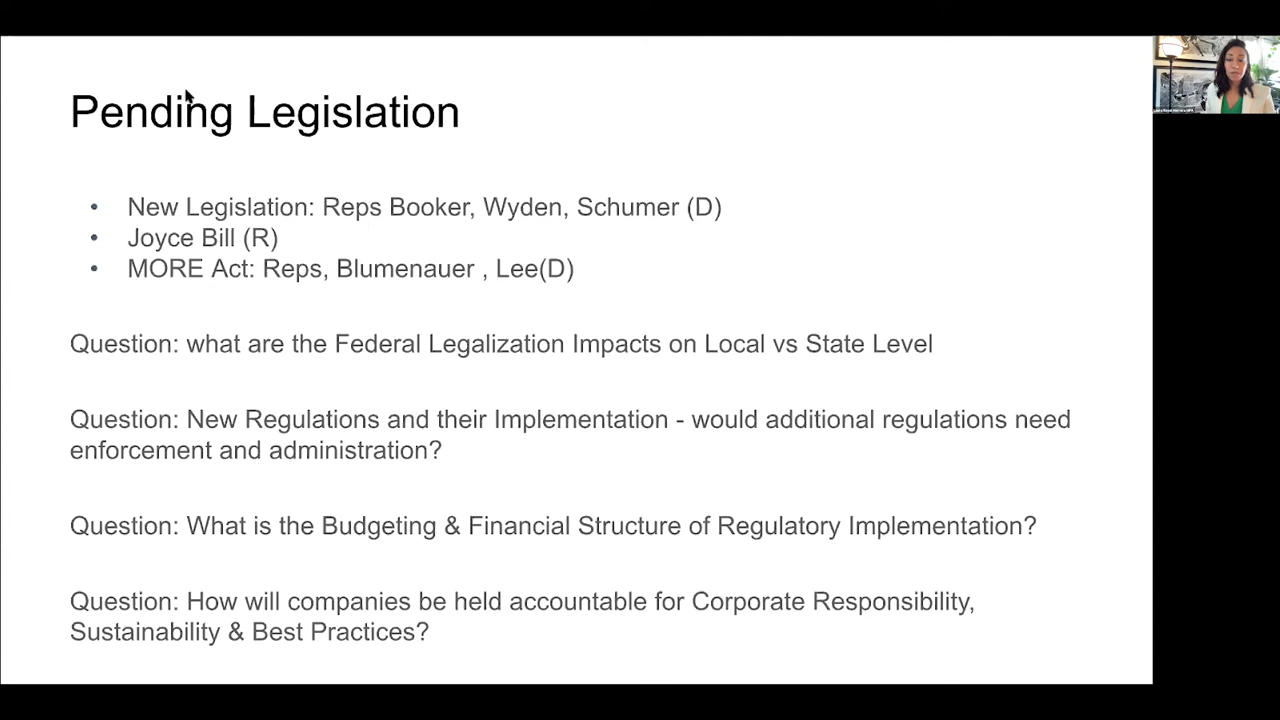 Pending Legislation
• New Legislation: Reps Booker, Wyden, Schumer (D)
• Joyce Bill (R)
• MORE Act: Reps, Blumenauer , Lee(D)
Question: what are the Federal Legalization Impacts on Local vs State Level
Question: New Regulations and their Implementation - would additional regulations need
enforcement and administration?
Question: What is the Budgeting & Financial Structure of Regulatory Implementation?
Question: How will companies be held accountable for Corporate Responsibility,
Sustainability & Best Practices?